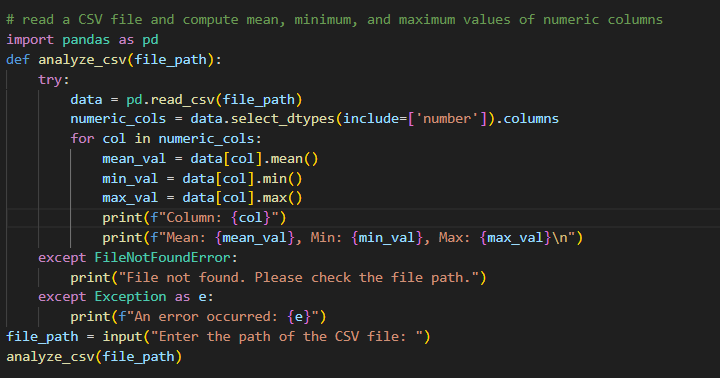 # read a CSV file and compute mean, minimum, and maximum values of numeric columns
import pandas as pd
def analyze_csv(file_path):
    try:
        data = pd.read_csv(file_path)
        numeric_cols = data.select_dtypes(include=['number']).columns
        for col in numeric_cols:
            mean_val = data[col].mean()
            min_val = data[col].min()
            max_val = data[col].max()
            print(f"Column: {col}")
            print(f"Mean: {mean_val}, Min: {min_val}, Max: {max_val}\n")
    except FileNotFoundError:
        print("File not found. Please check the file path.")
    except Exception as e:
        print(f"An error occurred: {e}")
file_path = input("Enter the path of the CSV file: ")
analyze_csv(file_path)